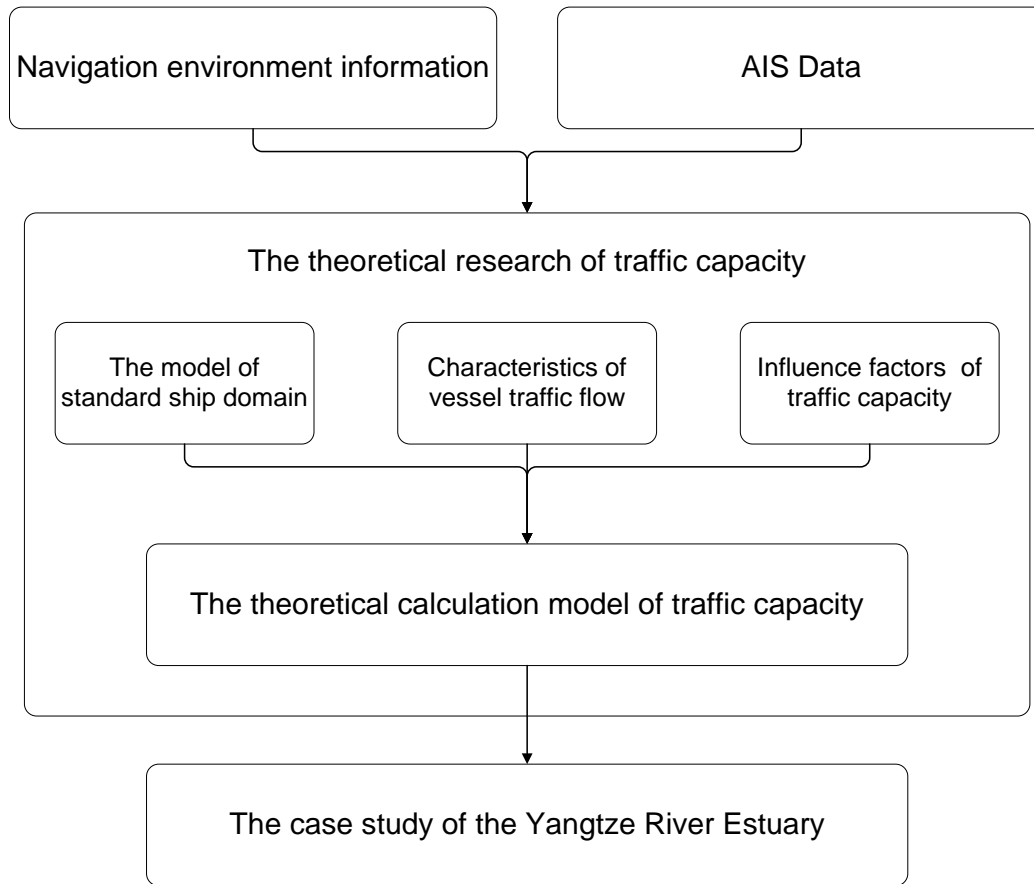 Navigation environment information
AIS Data
The theoretical research of traffic capacity
The model of
standard ship domain
Characteristics of
vessel traffic flow
Influence factors of
traffic capacity
The theoretical calculation model of traffic capacity
The case study of the Yangtze River Estuary